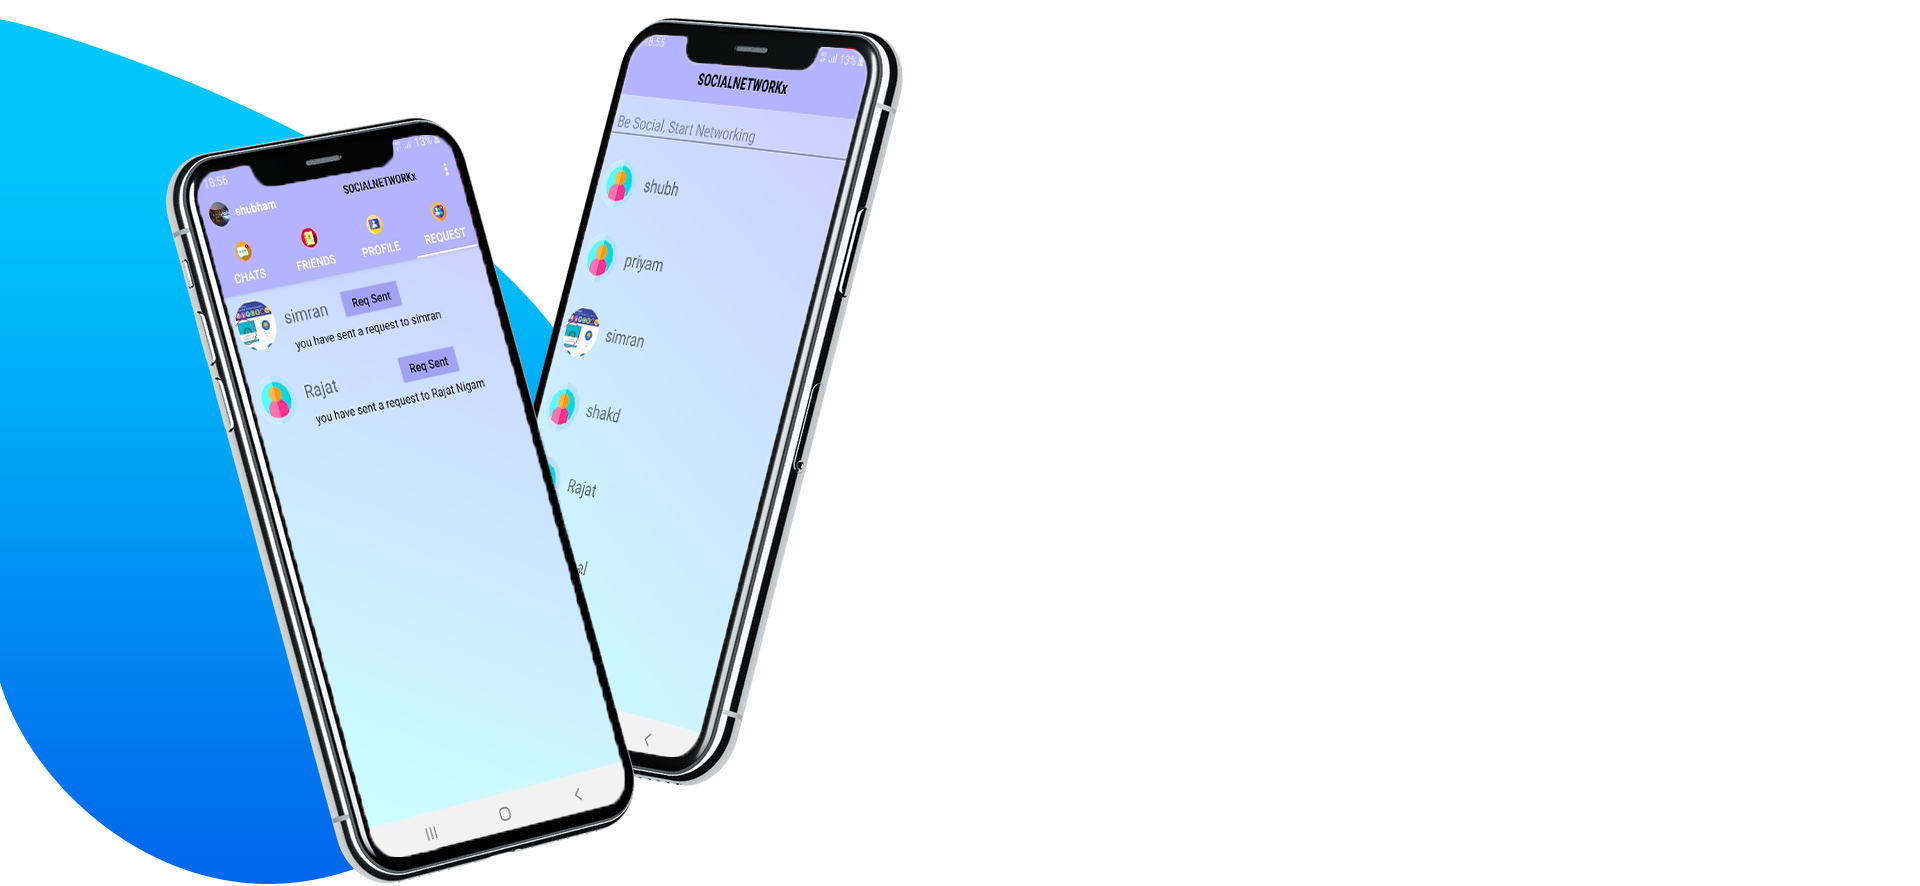 18:56
13%
SOCIALNETWORKx
shubham
CHATS
FRIENDS
PROFILE
REQUEST
simran
Req Sent
you have sent a request to simran
Rajat
Req Sent
you have sent a request to Rajat Nigam
18:55
13%
SOCIALNETWORKx
Be Social, Start Networking
shubh
priyam
simran
shakd
Rajat
al